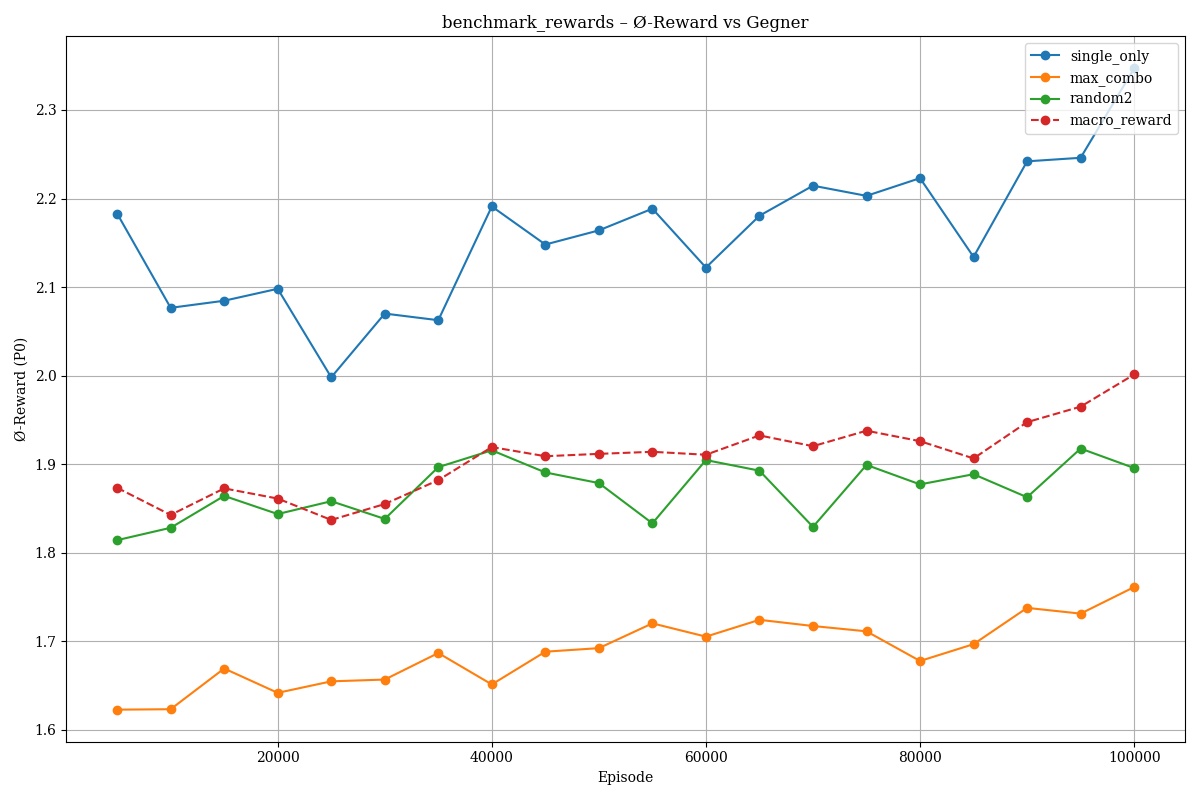 benchmark_rewards – Ø-Reward vs Gegner
single_only
max_combo
random2
macro_reward
Ø-Reward (P0)
2.3
2.2
2.1
2.0
1.9
1.8
1.7
1.6
20000
40000
60000
80000
100000
Episode